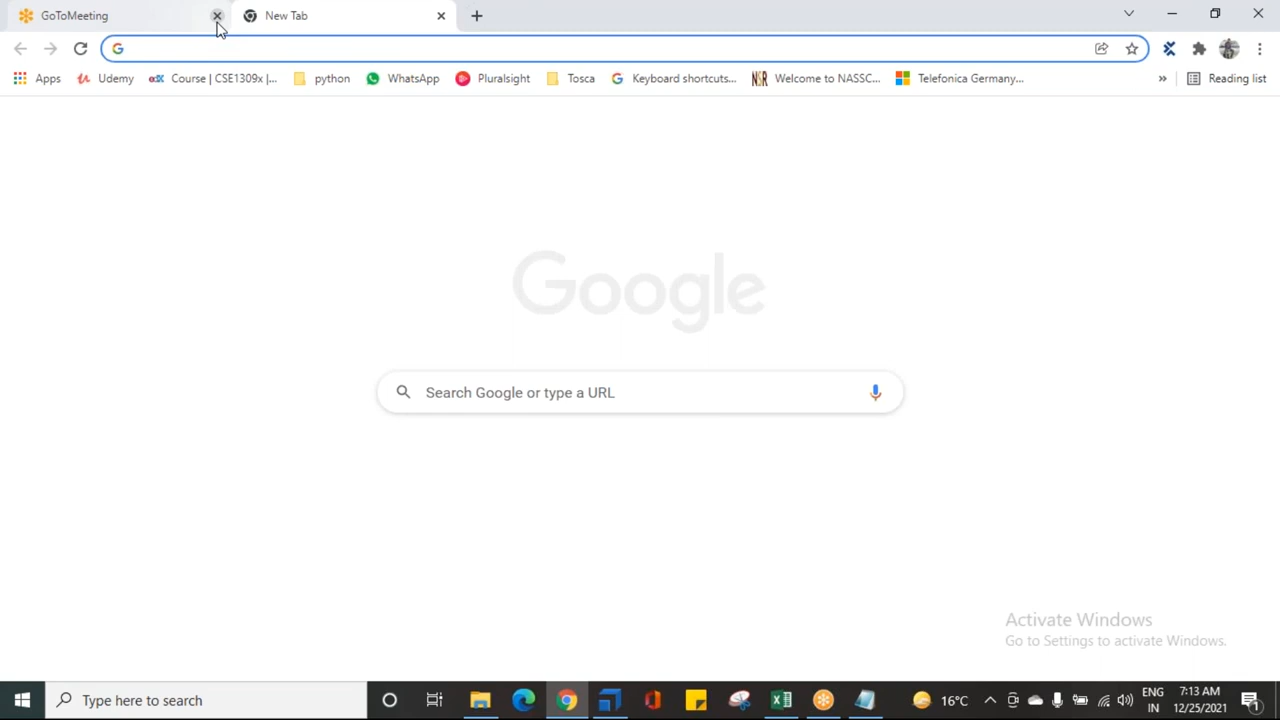 GoToMeeting
New Tab
Apps
Udemy
Course | CSE1309x |...
python
WhatsApp
Pluralsight
Tosca
Keyboard shortcuts...
Welcome to NASSC...
Telefonica Germany...
»
Reading list
Google
Search Google or type a URL
Activate Windows
Go to Settings to activate Windows.
Type here to search
16°C
ENG
IN
7:13 AM
12/25/2021
1